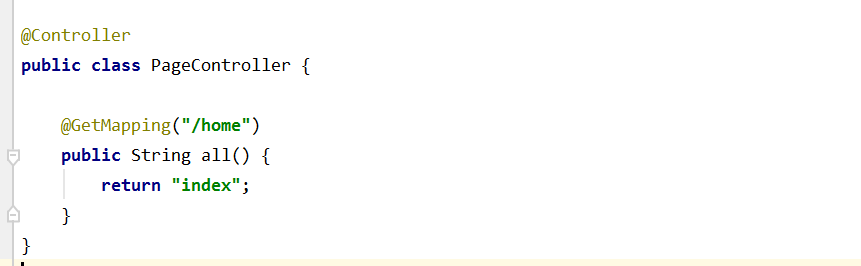 @Controller
public class PageController {
@GetMapping("/home")
public String all() {
return "index";
}
}